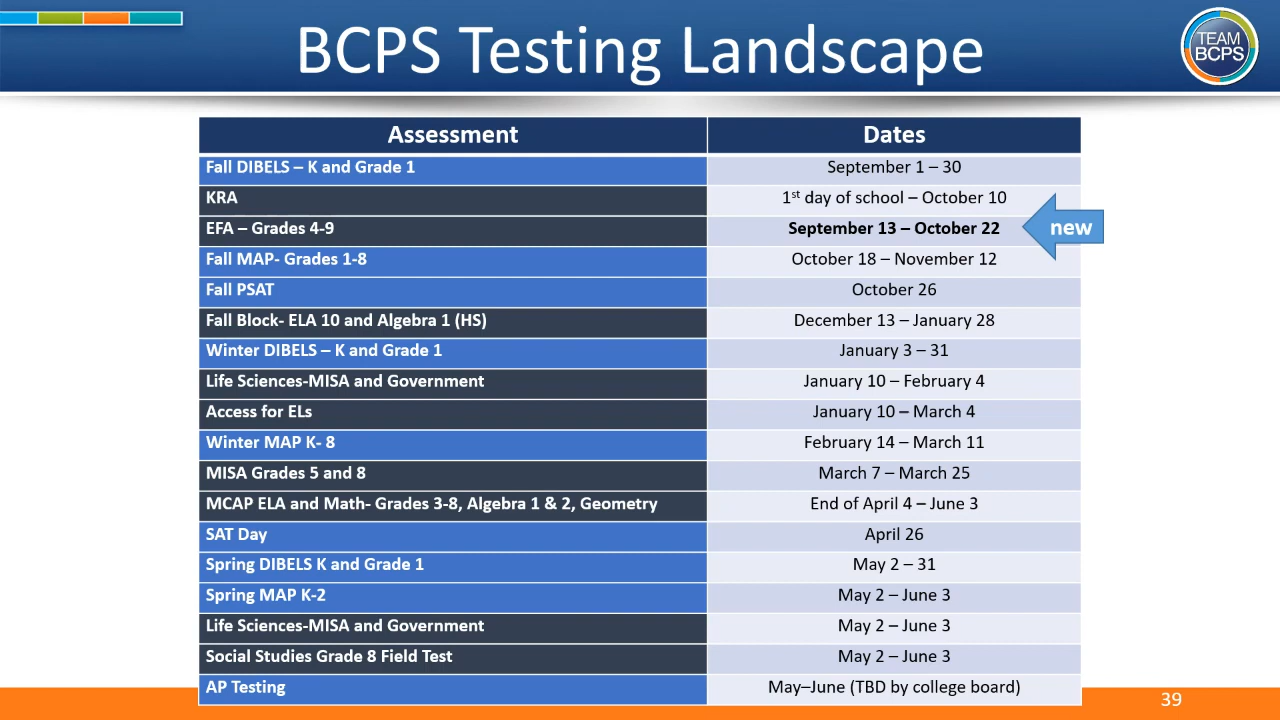 BCPS Testing Landscape
TEAM
BCPS
Assessment Dates
Fall DIBELS – K and Grade 1 September 1 – 30
KRA 1st day of school – October 10
EFA – Grades 4-9 September 13 – October 22 new
Fall MAP- Grades 1-8 October 18 – November 12
Fall PSAT October 26
Fall Block- ELA 10 and Algebra 1 (HS) December 13 – January 28
Winter DIBELS – K and Grade 1 January 3 – 31
Life Sciences-MISA and Government January 10 – February 4
Access for ELs January 10 – March 4
Winter MAP K- 8 February 14 – March 11
MISA Grades 5 and 8 March 7 – March 25
MCAP ELA and Math- Grades 3-8, Algebra 1 & 2, Geometry End of April 4 – June 3
SAT Day April 26
Spring DIBELS K and Grade 1 May 2 – 31
Spring MAP K-2 May 2 – June 3
Life Sciences-MISA and Government May 2 – June 3
Social Studies Grade 8 Field Test May 2 – June 3
AP Testing May–June (TBD by college board)
39